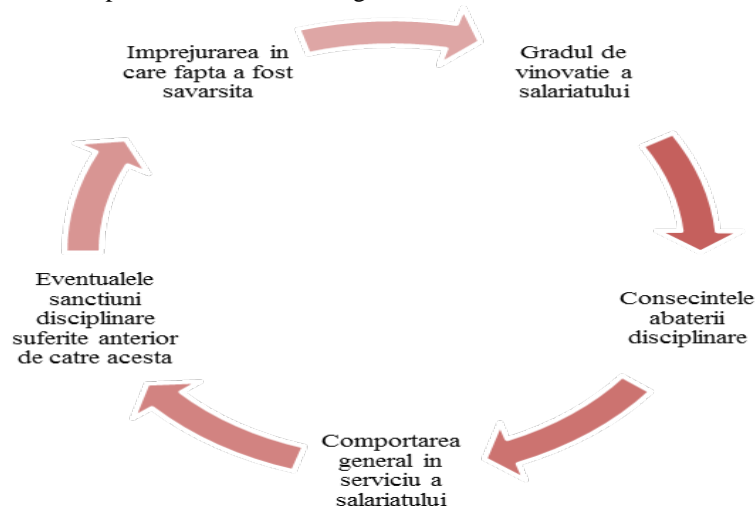 Imprejurarea in
care fapta a fost
savarsita
Gradul de
vinovatie a
salariatului
Consecintele
abaterii
disciplinare
Comportarea
general in
serviciu a
salariatului
Eventualele
sanctiuni
disciplinare
suferite anterior
de catre acesta